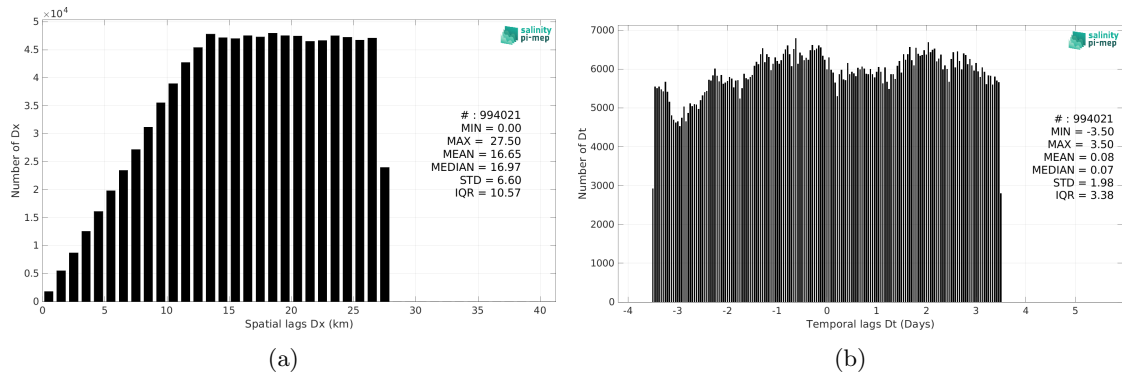 ×10⁴
5
4.5
4
3.5
3
2.5
2
1.5
1
0.5
0
Number of Dx
0 5 10 15 20 25 30 35 40
Spatial lags Dx (km)
salinity
pi-mep
# : 994021
MIN = 0.00
MAX = 27.50
MEAN = 16.65
MEDIAN = 16.97
STD = 6.60
IQR = 10.57
(a)
7000
6000
5000
4000
3000
2000
1000
0
Number of Dt
-4 -3 -2 -1 0 1 2 3 4 5
Temporal lags Dt (Days)
salinity
pi-mep
# : 994021
MIN = -3.50
MAX = 3.50
MEAN = 0.08
MEDIAN = 0.07
STD = 1.98
IQR = 3.38
(b)